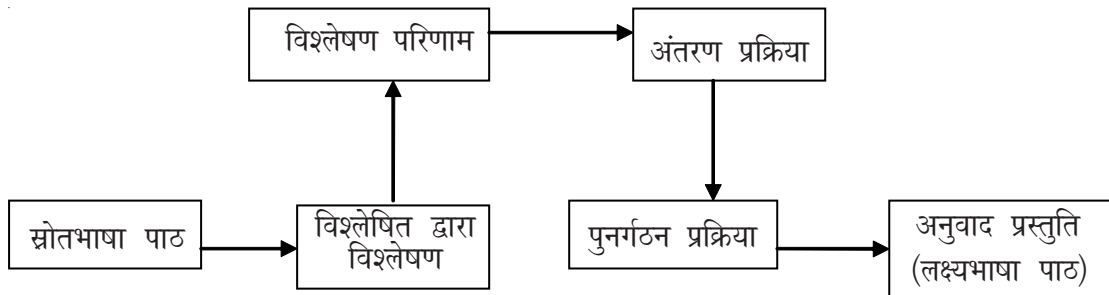 विश्लेषण परिणाम
अंतरण प्रक्रिया
स्रोतभाषा पाठ
विश्लेषित द्वारा
विश्लेषण
पुनर्गठन प्रक्रिया
अनुवाद प्रस्तुति
(लक्ष्यभाषा पाठ)